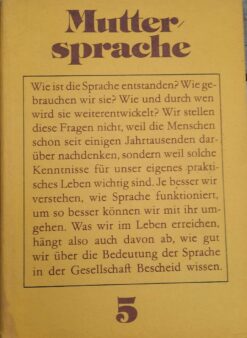 Mutter-
sprache
Wie ist die Sprache entstanden? Wie ge-
brauchen wir sie? Wie und durch wen
wird sie weiterentwickelt? Wir stellen
diese Fragen nicht, weil die Menschen
schon seit einigen Jahrtausenden dar-
über nachdenken, sondern weil solche
Kenntnisse für unser eigenes prakti-
sches Leben wichtig sind. Je besser wir
verstehen, wie Sprache funktioniert,
um so besser können wir mit ihr um-
gehen. Was wir im Leben erreichen,
hängt also auch davon ab, wie gut
wir über die Bedeutung der Sprache
in der Gesellschaft Bescheid wissen.
5